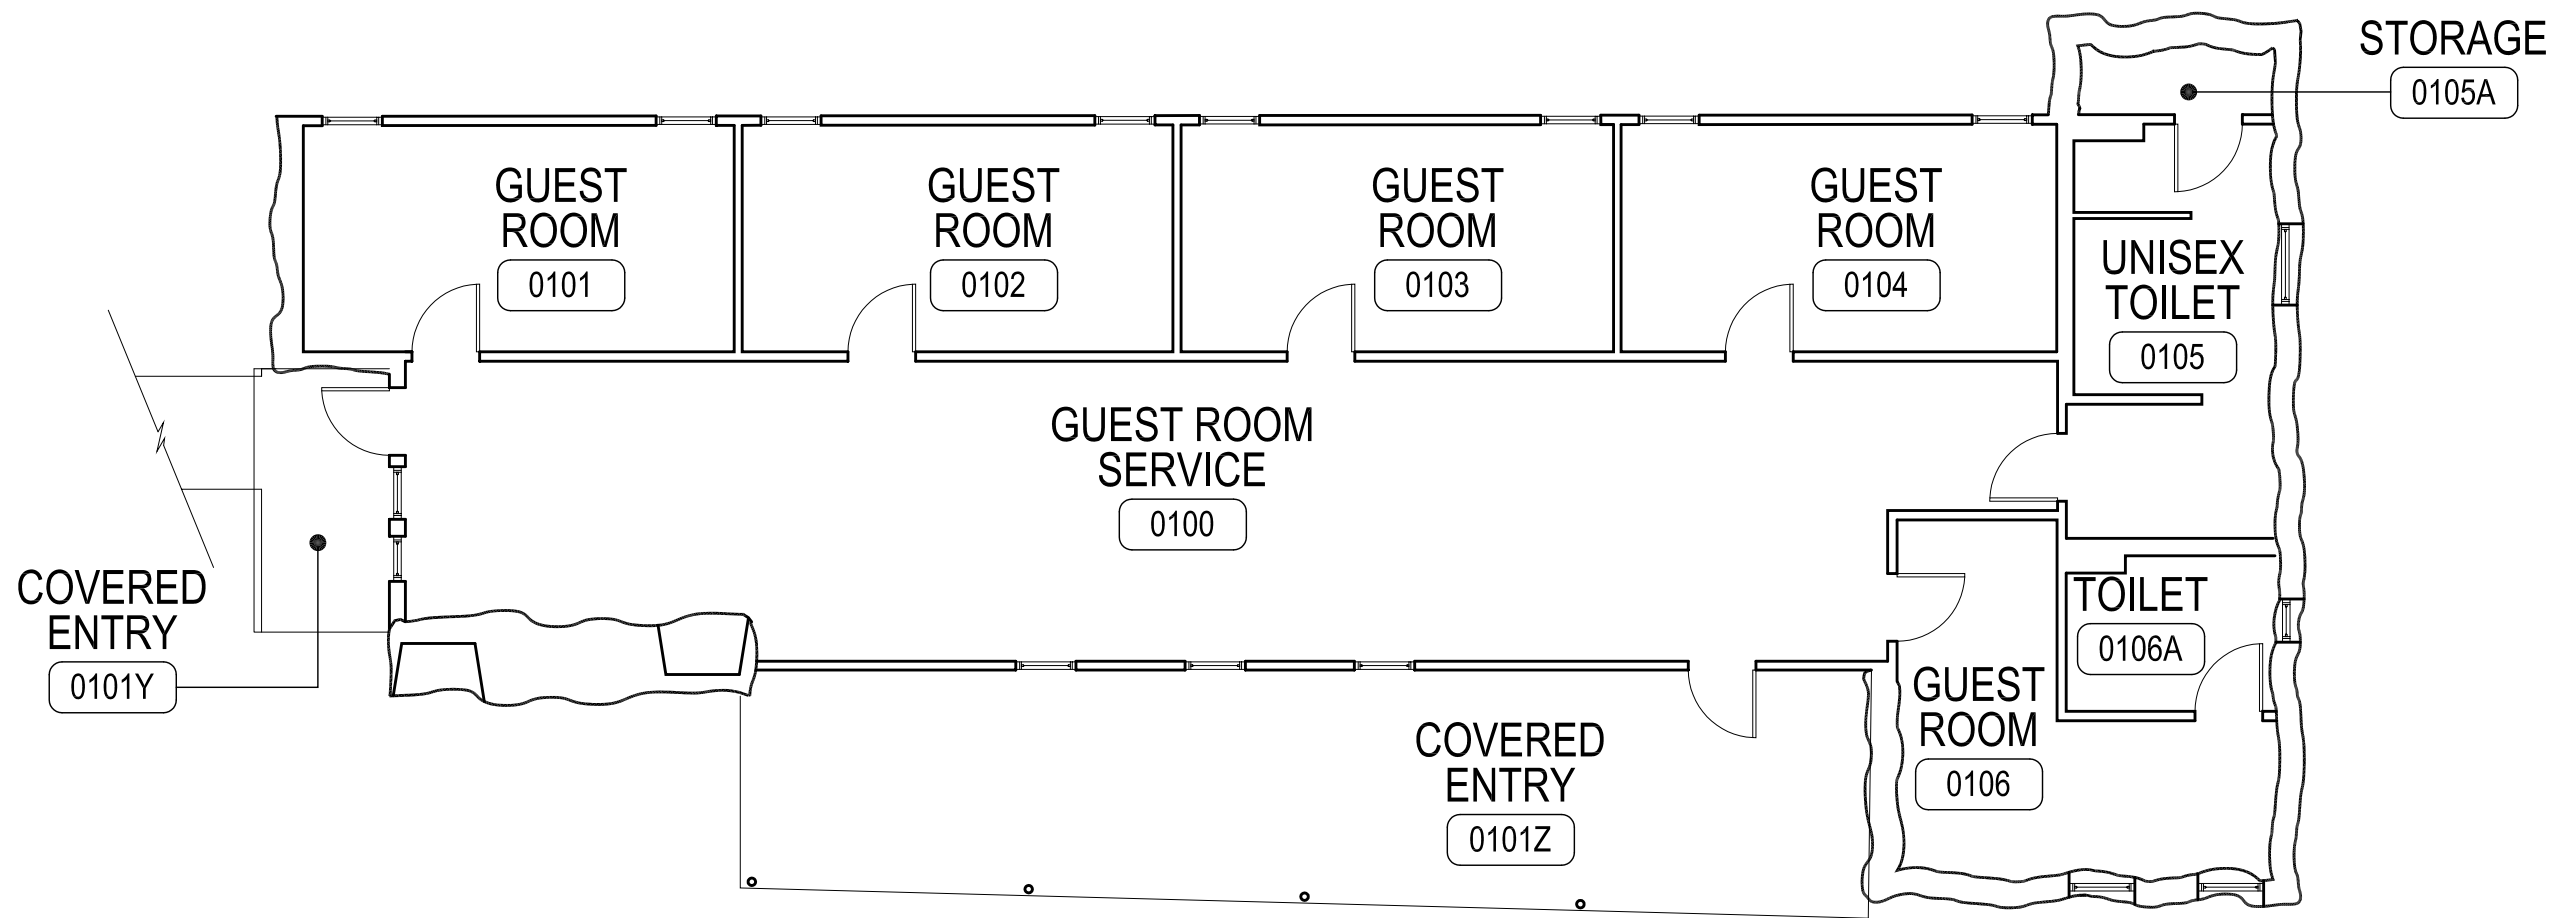 STORAGE
0105A
GUEST
ROOM
0101
GUEST
ROOM
0102
GUEST
ROOM
0103
GUEST
ROOM
0104
UNISEX
TOILET
0105
GUEST ROOM
SERVICE
0100
COVERED
ENTRY
0101Y
TOILET
0106A
GUEST
ROOM
0106
COVERED
ENTRY
0101Z